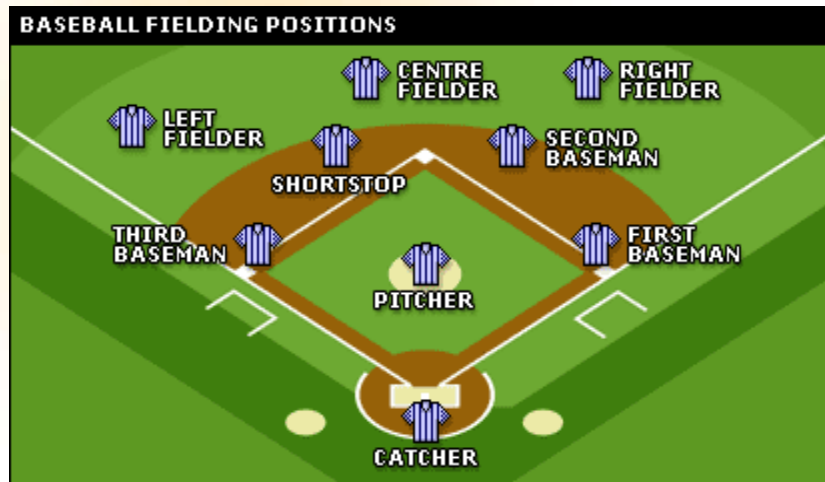 BASEBALL FIELDING POSITIONS
CENTRE
FIELDER
RIGHT
FIELDER
LEFT
FIELDER
SECOND
BASEMAN
SHORTSTOP
THIRD
BASEMAN
FIRST
BASEMAN
PITCHER
CATCHER